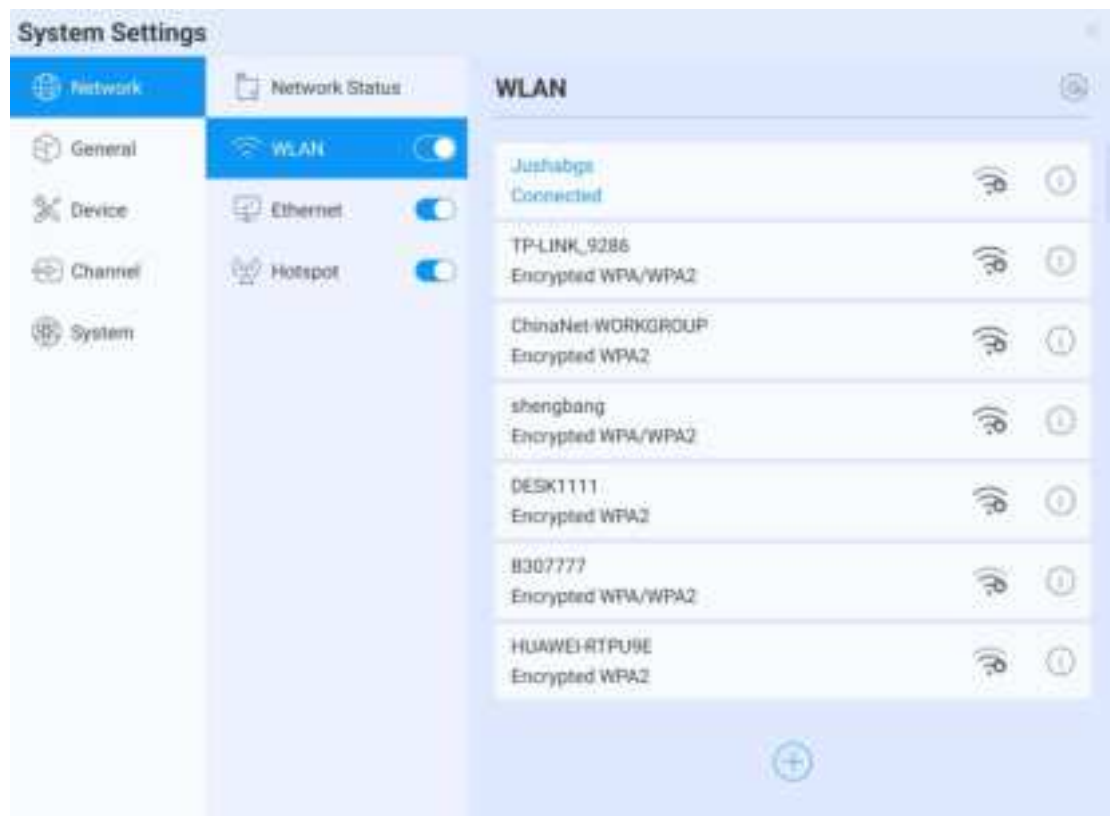 System Settings
Network
General
Device
Channel
System
Network Status
WLAN
Ethernet
Hotspot
WLAN
Jushabgs
Connected
TP-LINK_9286
Encrypted WPA/WPA2
ChinaNet-WORKGROUP
Encrypted WPA2
shengbang
Encrypted WPA/WPA2
DESK1111
Encrypted WPA2
B307777
Encrypted WPA/WPA2
HUAWEI-RTPU9E
Encrypted WPA2